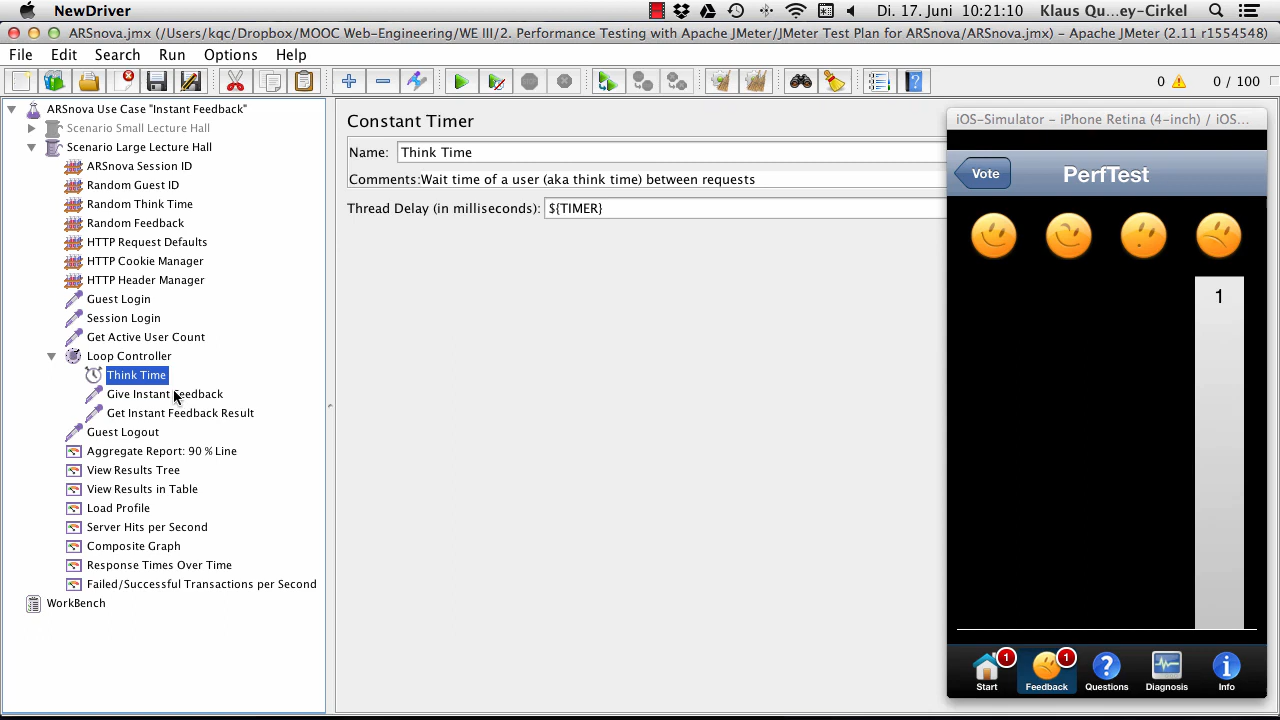 NewDriver
Di. 17. Juni 10:21:10 Klaus Qu...ey-Cirkel
ARSnova.jmx (/Users/kqc/Dropbox/MOOC Web-Engineering/WE III/2. Performance Testing with Apache JMeter/JMeter Test Plan for ARSnova/ARSnova.jmx) - Apache JMeter (2.11 r1554548)
File Edit Search Run Options Help
0 0 / 100
ARSnova Use Case "Instant Feedback"
Scenario Small Lecture Hall
Scenario Large Lecture Hall
ARSnova Session ID
Random Guest ID
Random Think Time
Random Feedback
HTTP Request Defaults
HTTP Cookie Manager
HTTP Header Manager
Guest Login
Session Login
Get Active User Count
Loop Controller
Think Time
Give Instant Feedback
Get Instant Feedback Result
Guest Logout
Aggregate Report: 90 % Line
View Results Tree
View Results in Table
Load Profile
Server Hits per Second
Composite Graph
Response Times Over Time
Failed/Successful Transactions per Second
WorkBench
Constant Timer
Name: Think Time
Comments:Wait time of a user (aka think time) between requests
Thread Delay (in milliseconds): ${TIMER}
iOS-Simulator - iPhone Retina (4-inch) / iOS...
Vote PerfTest
1
1 1
Start Feedback Questions Diagnosis Info